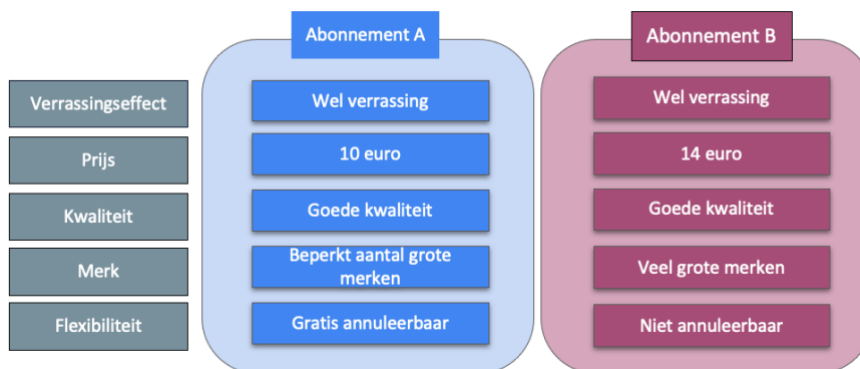 Abonnement A
Abonnement B
Verrassingseffect
Wel verrassing
Wel verrassing
Prijs
10 euro
14 euro
Kwaliteit
Goede kwaliteit
Goede kwaliteit
Merk
Beperkt aantal grote
merken
Veel grote merken
Flexibiliteit
Gratis annuleerbaar
Niet annuleerbaar